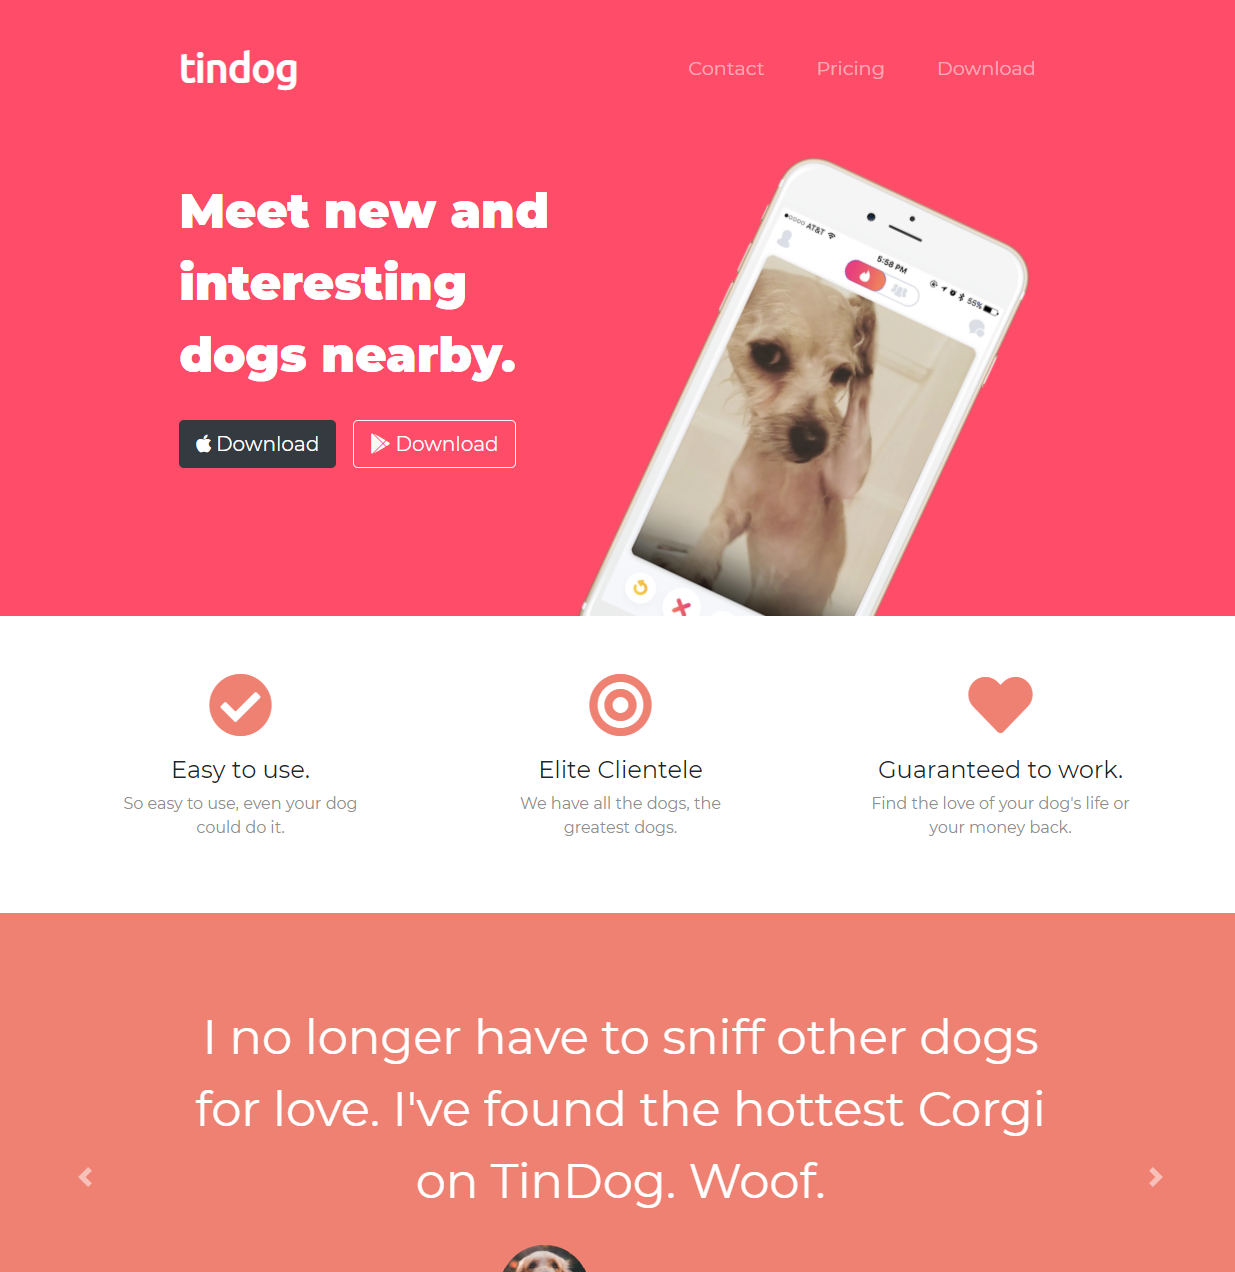 tindog
Contact
Pricing
Download
Meet new and
interesting
dogs nearby.
Download
Download
AT&T
5:58 PM
55%
Easy to use.
So easy to use, even your dog
could do it.
Elite Clientele
We have all the dogs, the
greatest dogs.
Guaranteed to work.
Find the love of your dog's life or
your money back.
I no longer have to sniff other dogs
for love. I've found the hottest Corgi
on TinDog. Woof.